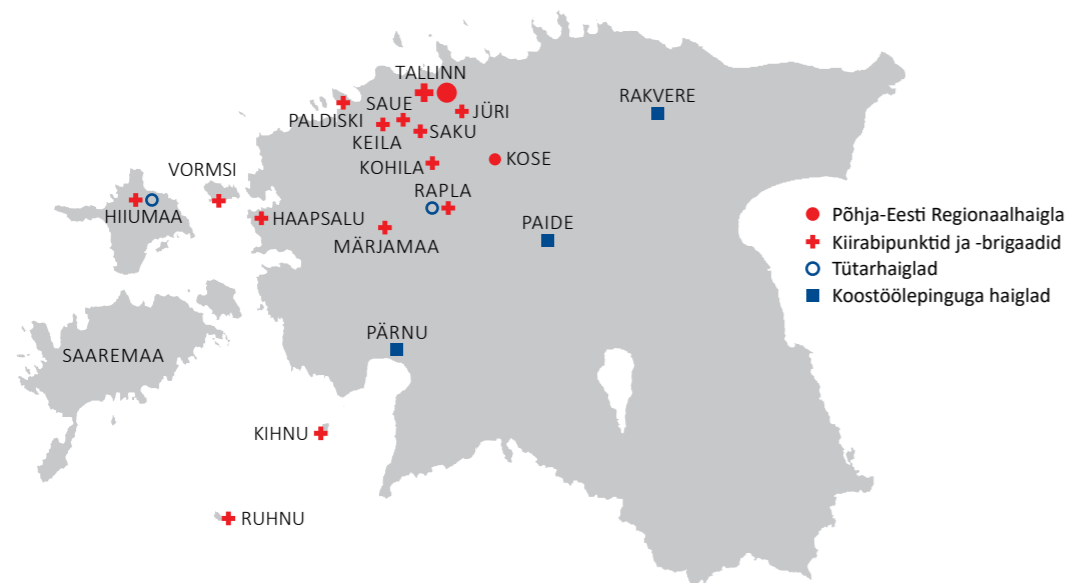 TALLINN
RAKVERE
SAUE
JÜRI
PALDISKI
SAKU
KEILA
KOSE
KOHILA
VORMSI
RAPLA
HIIUMAA
HAAPSALU
PAIDE
MÄRJAMAA
Põhja-Eesti Regionaalhaigla
Kiirabipunktid ja -brigaadid
Tütarhaiglad
Koostöölepinguga haiglad
PÄRNU
SAAREMAA
KIHNU
RUHNU